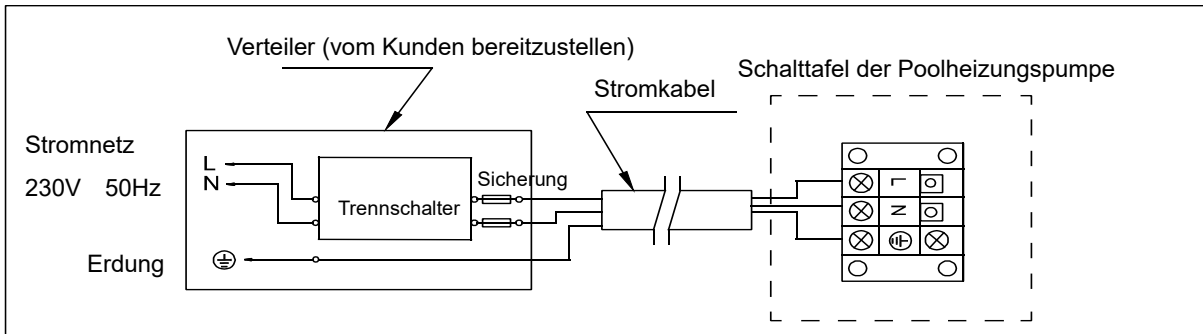 Verteiler (vom Kunden bereitzustellen)
Schalttafel der Poolheizungspumpe
Stromkabel
Stromnetz
230V 50Hz
L
N
Sicherung
Trennschalter
Erdung
L
N